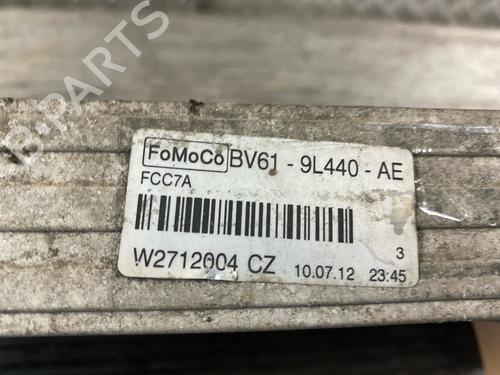 B-PARTS
FoMoCo BV61 - 9L440 - AE
FCC7A
3
W2712004 CZ 10.07.12 23:45